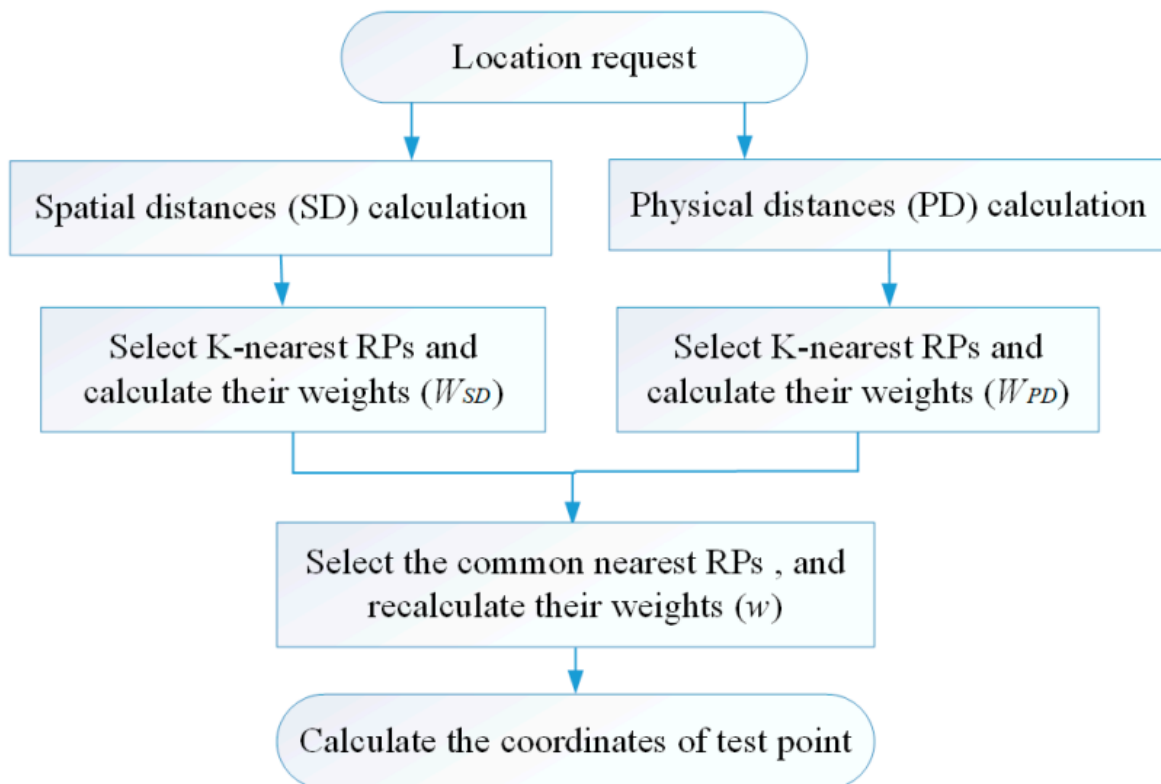 Location request
Spatial distances (SD) calculation
Physical distances (PD) calculation
Select K-nearest RPs and
calculate their weights (WSD)
Select K-nearest RPs and
calculate their weights (WPD)
Select the common nearest RPs , and
recalculate their weights (w)
Calculate the coordinates of test point